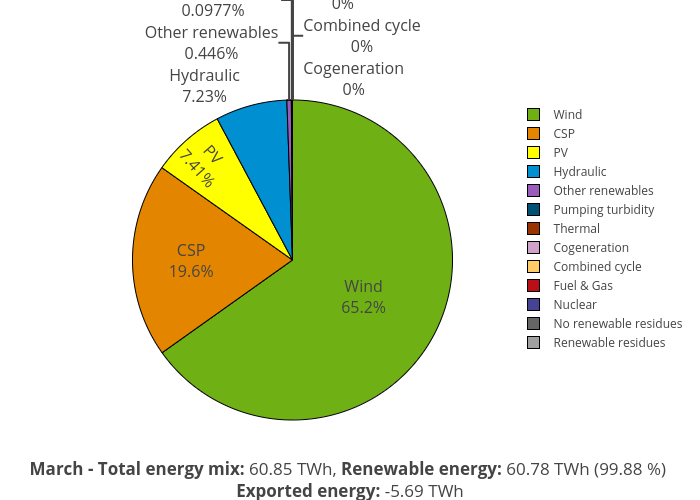 0%
0.0977%
Other renewables
0.446%
Hydraulic
7.23%
Combined cycle
0%
Cogeneration
0%
PV
7.41%
CSP
19.6%
Wind
65.2%
Wind
CSP
PV
Hydraulic
Other renewables
Pumping turbidity
Thermal
Cogeneration
Combined cycle
Fuel & Gas
Nuclear
No renewable residues
Renewable residues
March - Total energy mix: 60.85 TWh, Renewable energy: 60.78 TWh (99.88 %)
Exported energy: -5.69 TWh